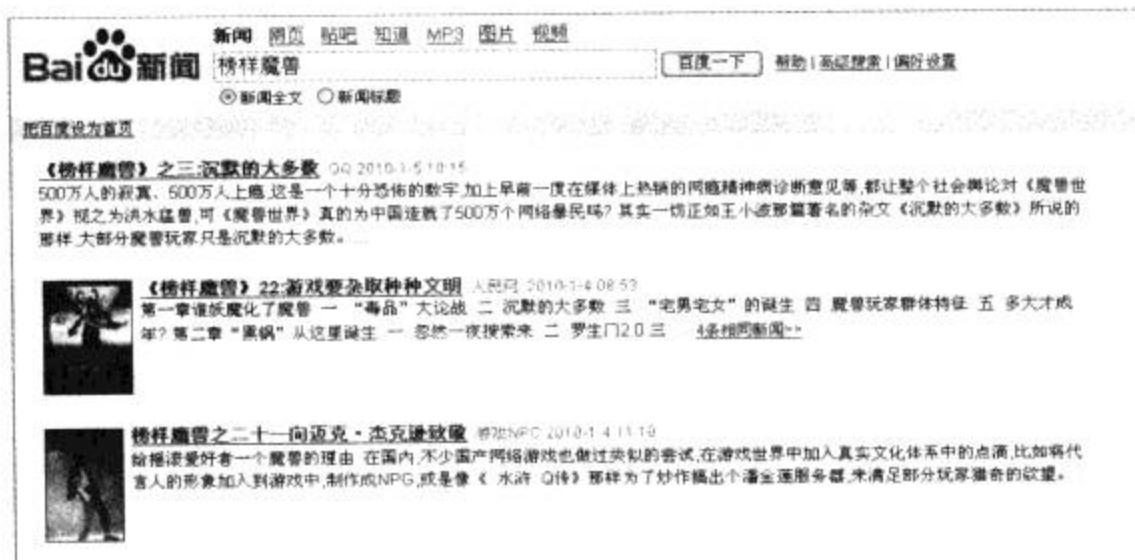 新闻 网页 贴吧 知道 MP3 图片 视频
Bai du 新闻 榜样魔兽 百度一下 帮助 | 高级搜索 | 偏好设置
新闻全文 新闻标题
把百度设为首页
《榜样魔兽》之三:沉默的大多数 QQ 2010-1-5 10:15
500万人的寂寞、500万人上瘾,这是一个十分恐怖的数字,加上早前一度在媒体上热辆的网瘾精神病诊断意见等,都让整个社会舆论对《魔兽世
界》视之为洪水猛兽,可《魔兽世界》真的为中国造就了500万个网络暴民吗?其实一切正如王小波那篇著名的杂文《沉默的大多数》所说的
那样,大部分魔兽玩家只是沉默的大多数。...
《榜样魔兽》22:游戏要杂取种种文明 人民网 2010-1-4 08:53
第一章谁妖魔化了魔兽 一 “毒品”大论战 二 沉默的大多数 三 “宅男宅女”的诞生 四 魔兽玩家群体特征 五 多大才成
年?第二章“黑锅”从这里诞生 一 忽然一夜搜索来 二 罗生门2.0 三 4条相同新闻>>
榜样魔兽之二十一向迈克·杰克逊致敬 游戏NPC 2010-1-4 11:18
给摇滚爱好者一个魔兽的理由 在国内,不少国产网络游戏也做过类似的尝试,在游戏世界中加入真实文化体系中的点滴,比如将代
言人的形象加入到游戏中,制作成NPG,或是像《 水浒 Q传》那样为了炒作搞出个潘金莲服务器,来满足部分玩家猎奇的欲望。